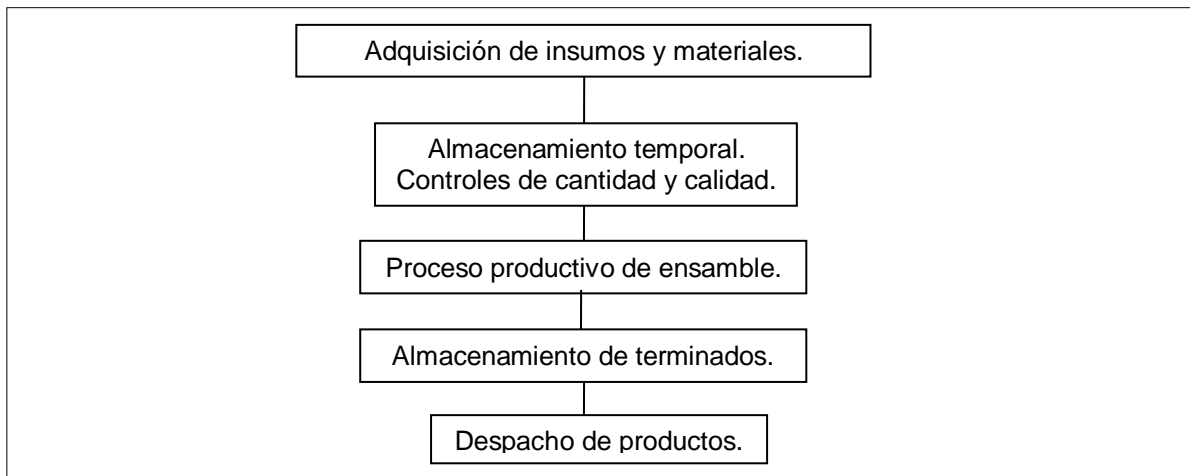 Adquisición de insumos y materiales.
Almacenamiento temporal.
Controles de cantidad y calidad.
Proceso productivo de ensamble.
Almacenamiento de terminados.
Despacho de productos.